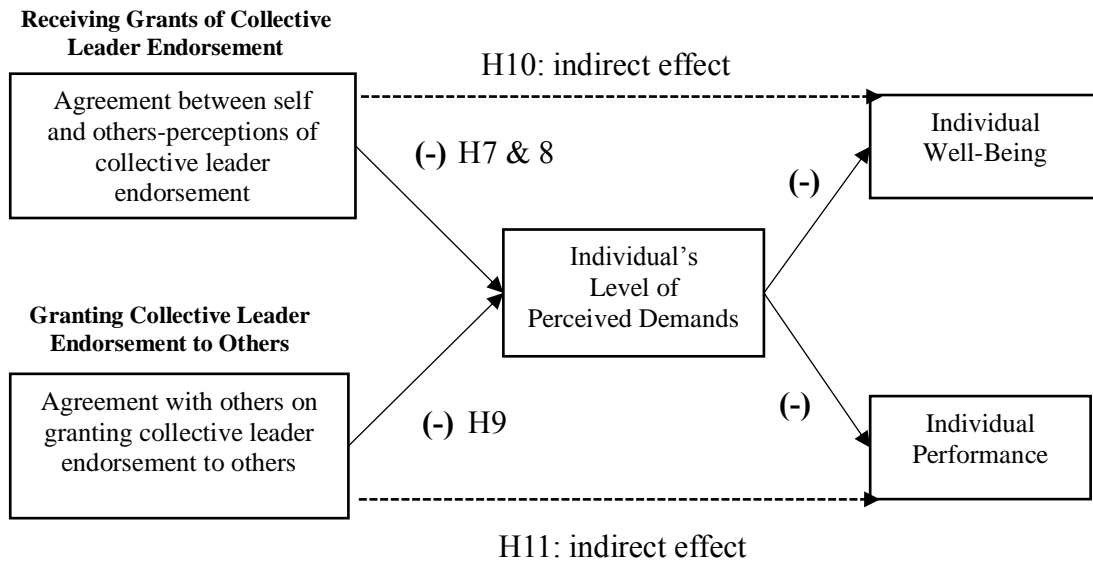 Receiving Grants of Collective
Leader Endorsement
H10: indirect effect
Agreement between self
and others-perceptions of
collective leader
endorsement
Individual
Well-Being
(-) H7 & 8
(-)
Individual’s
Level of
Perceived Demands
Granting Collective Leader
Endorsement to Others
Agreement with others on
granting collective leader
endorsement to others
(-) H9
(-)
Individual
Performance
H11: indirect effect